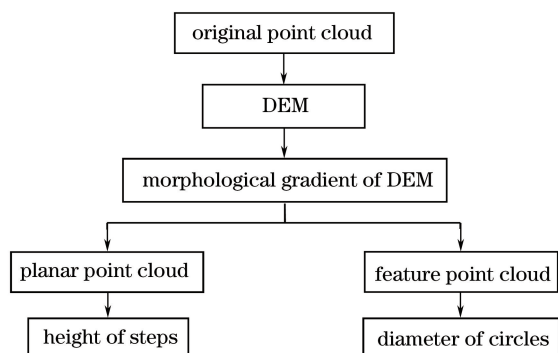 original point cloud
DEM
morphological gradient of DEM
planar point cloud
feature point cloud
height of steps
diameter of circles